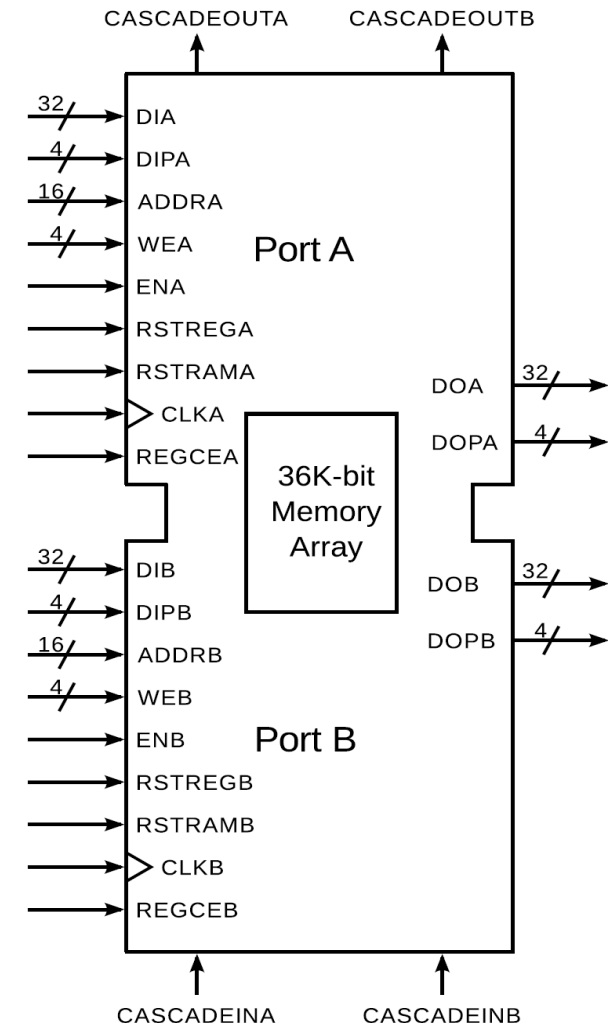 CASCADEOUTA CASCADEOUTB
32
DIA
4
DIPA
16
ADDRA
4
WEA
Port A
ENA
RSTREGA
RSTRAMA
CLKA
REGCEA
32
DOA
4
DOPA
36K-bit
Memory
Array
32
DIB
4
DIPB
16
ADDRB
4
WEB
Port B
ENB
RSTREGB
RSTRAMB
CLKB
REGCEB
32
DOB
4
DOPB
CASCADEINA CASCADEINB